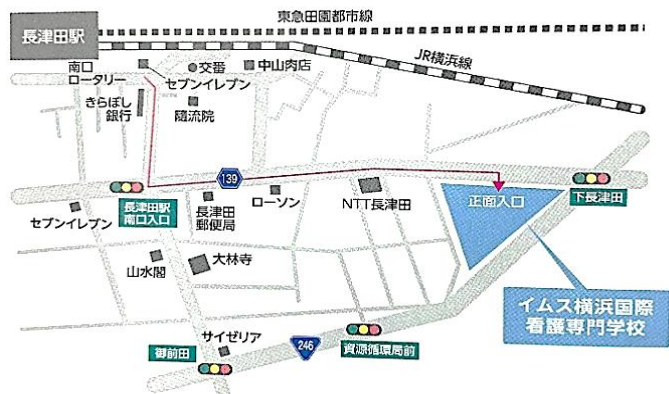 東急田園都市線
長津田駅
JR横浜線
南口
ロータリー
セブンイレブン
交番
中山肉店
きらぼし
銀行
随流院
139
長津田駅
南口入口
セブンイレブン
長津田
郵便局
ローソン
NTT長津田
正面入口
下長津田
山水閣
大林寺
イムス横浜国際
看護専門学校
サイゼリア
御前田
246
資源循環局前